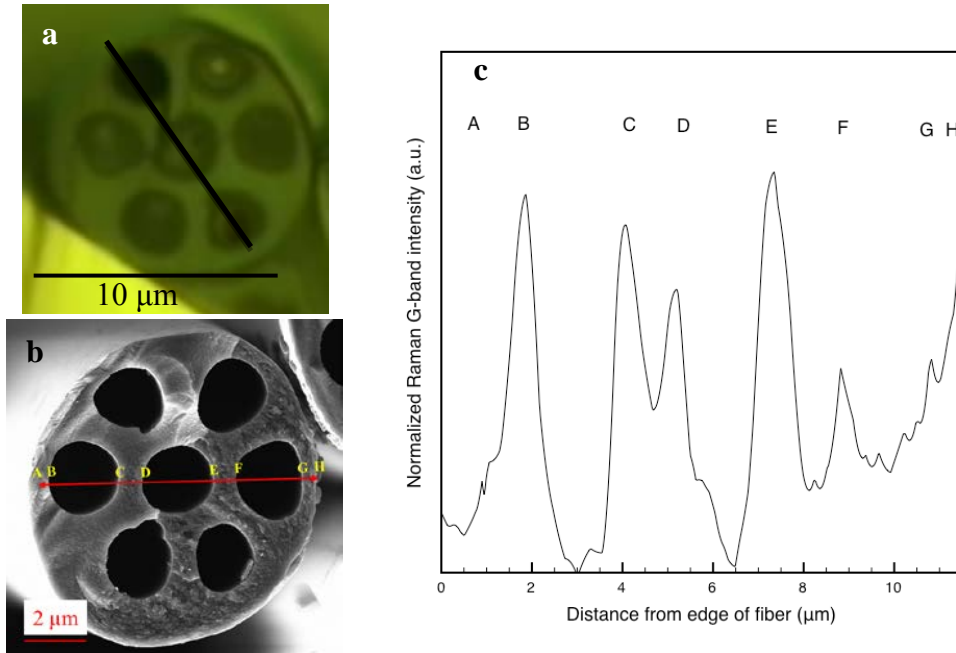 a
10 μm
b
A B C D E F G H
2 μm
c
A B C D E F G H
Normalized Raman G-band intensity (a.u.)
0 2 4 6 8 10
Distance from edge of fiber (μm)